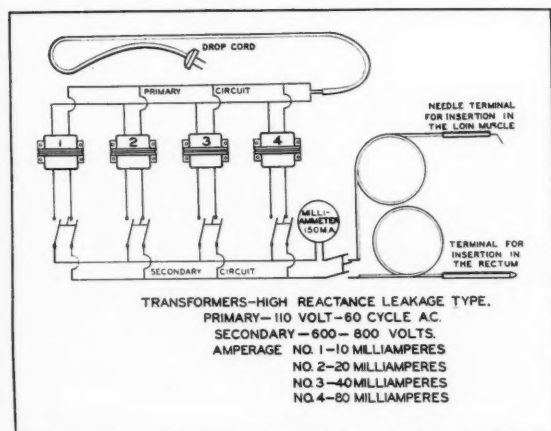 DROP CORD
PRIMARY CIRCUIT
1 2 3 4
NEEDLE TERMINAL
FOR INSERTION IN
THE LOIN MUSCLE
MILLI-
AMMETER
150 M.A.
TERMINAL FOR
INSERTION IN
THE RECTUM
SECONDARY CIRCUIT
TRANSFORMERS-HIGH REACTANCE LEAKAGE TYPE.
PRIMARY-110 VOLT-60 CYCLE A.C.
SECONDARY-600-800 VOLTS.
AMPERAGE NO. 1-10 MILLIAMPERES
NO. 2-20 MILLIAMPERES
NO. 3-40 MILLIAMPERES
NO. 4-80 MILLIAMPERES